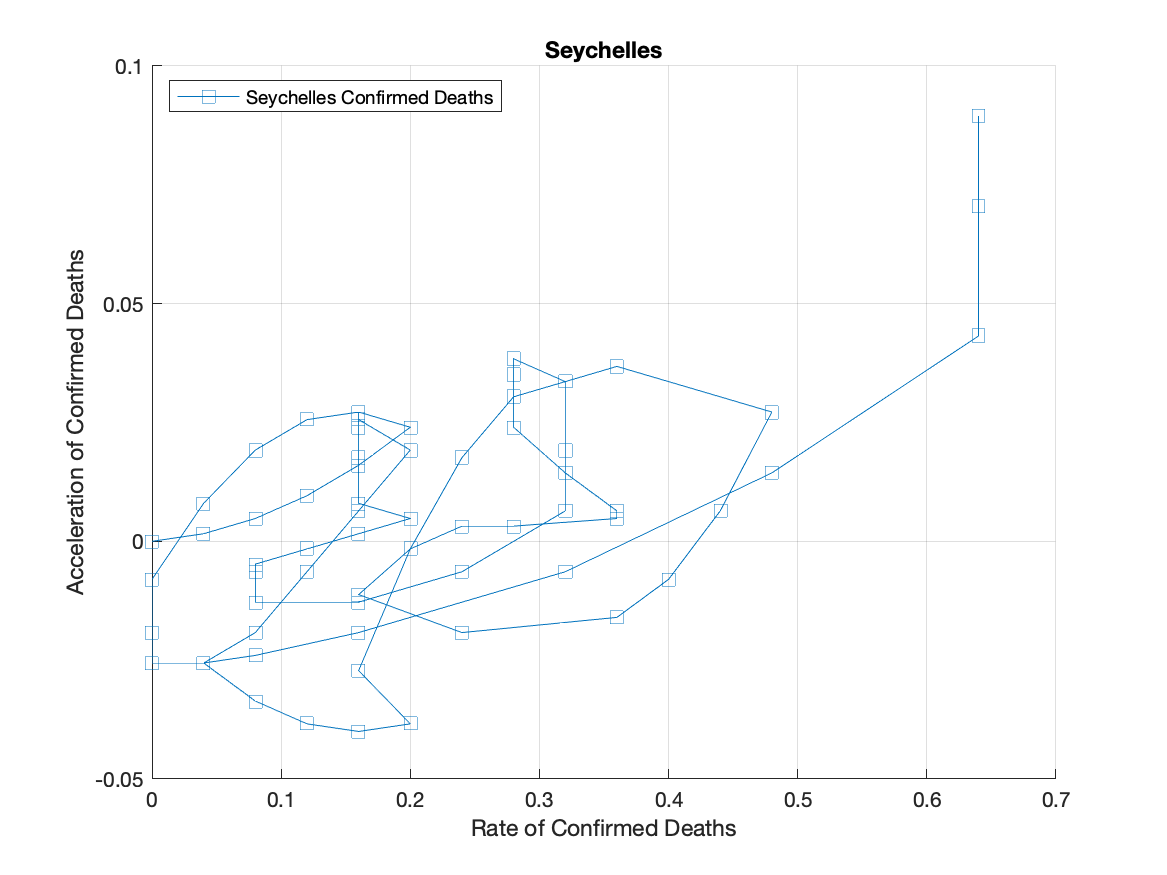 Seychelles
0.1
Seychelles Confirmed Deaths
0.05
Acceleration of Confirmed Deaths
0
-0.05
0 0.1 0.2 0.3 0.4 0.5 0.6 0.7
Rate of Confirmed Deaths